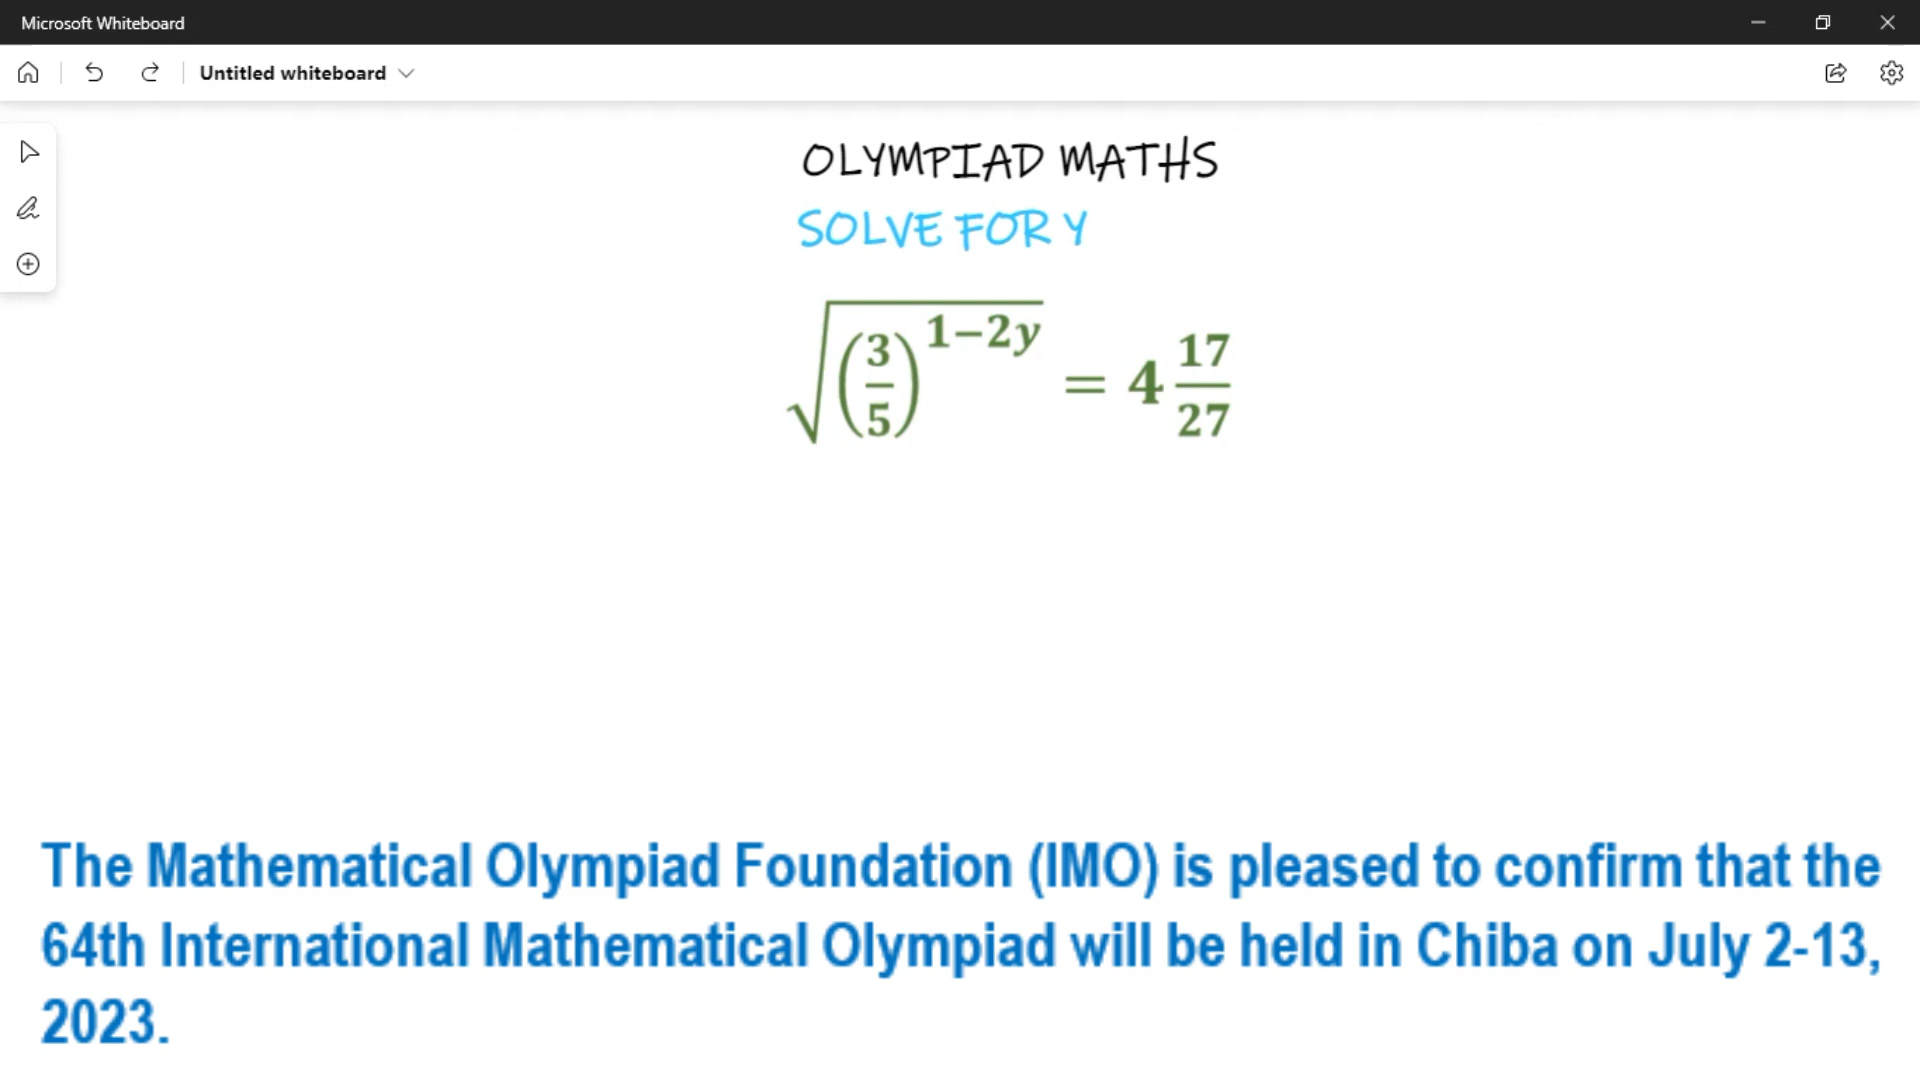 Microsoft Whiteboard
Untitled whiteboard
OLYMPIAD MATHS
SOLVE FOR Y
√(3/5)^1−2y = 4 17/27
The Mathematical Olympiad Foundation (IMO) is pleased to confirm that the
64th International Mathematical Olympiad will be held in Chiba on July 2-13,
2023.